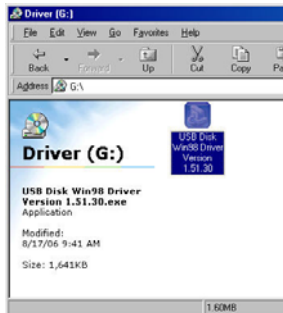 Driver (G:)
File Edit View Go Favorites Help
Back Forward Up Cut Copy
Address G:\
Driver (G:)
USB Disk
Win98 Driver
Version
1.51.30
USB Disk Win98 Driver
Version 1.51.30.exe
Application
Modified:
8/17/06 9:41 AM
Size: 1,641KB
1.60MB